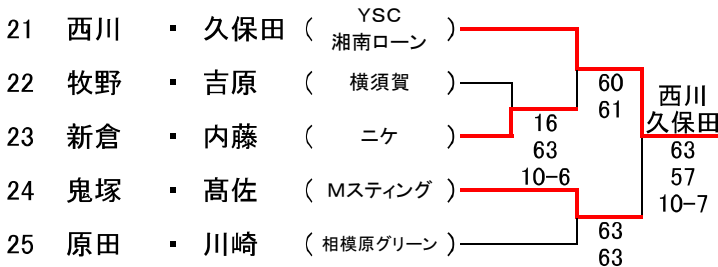 21 西川 ・ 久保田 ( YSC 湘南ローン )
22 牧野 ・ 吉原 ( 横須賀 )
23 新倉 ・ 内藤 ( ニケ )
24 鬼塚 ・ 髙佐 ( Mスティング )
25 原田 ・ 川崎 ( 相模原グリーン )
16
63
10-6
60
61
63
63
西川
久保田
63
57
10-7